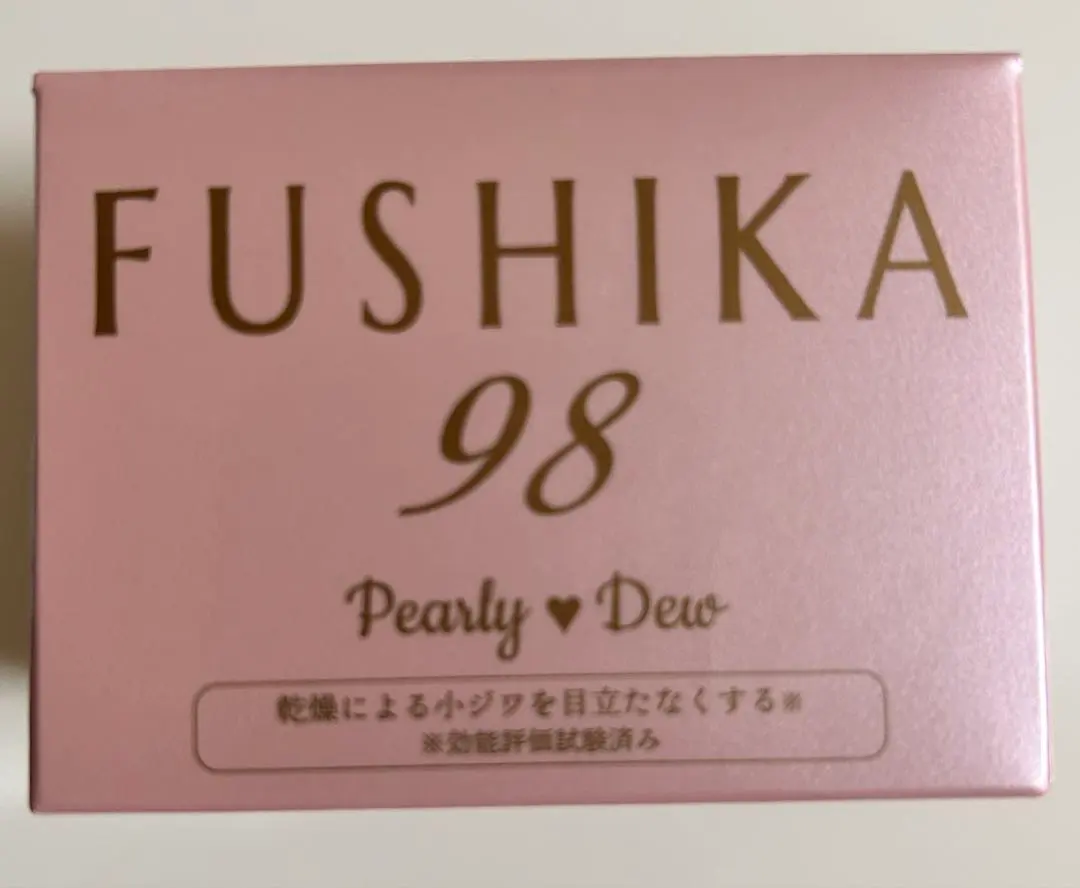 FUSHIKA
98
Pearly ♥ Dew
乾燥による小ジワを目立たなくする※
※効能評価試験済み